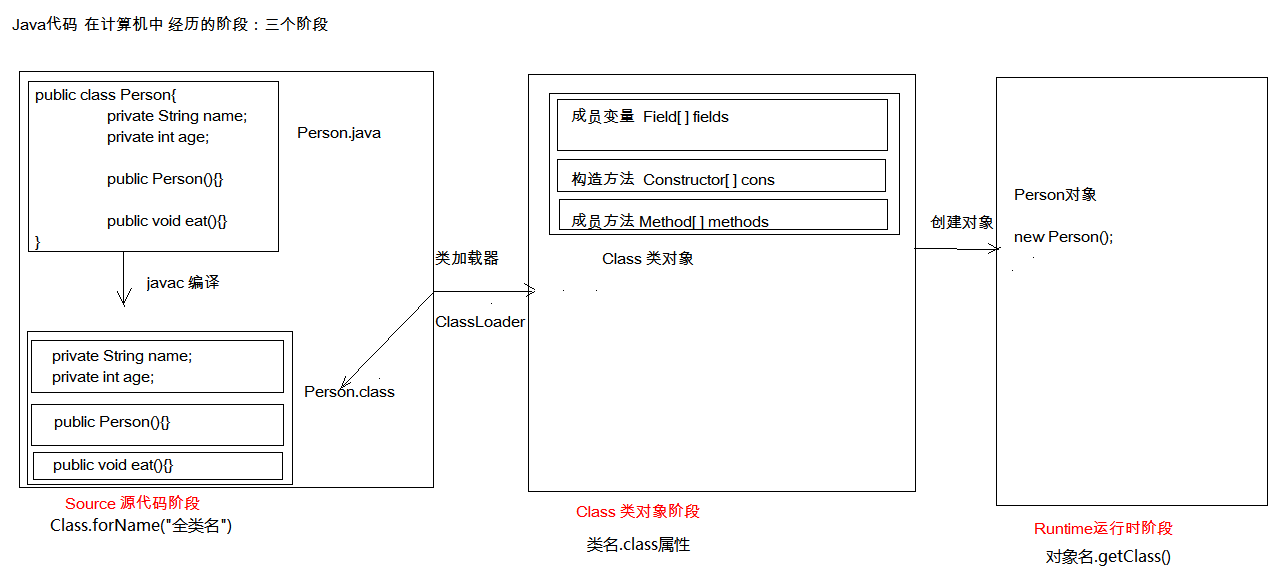 Java代码 在计算机中 经历的阶段：三个阶段
public class Person{
private String name;
private int age;
public Person(){}
public void eat(){}
}
Person.java
javac 编译
private String name;
private int age;
public Person(){}
public void eat(){}
Person.class
Source 源代码阶段
Class.forName("全类名")
类加载器
ClassLoader
成员变量 Field[ ] fields
构造方法 Constructor[ ] cons
成员方法 Method[ ] methods
Class 类对象
Class 类对象阶段
类名.class属性
创建对象
Person对象
new Person();
Runtime运行时阶段
对象名.getClass()